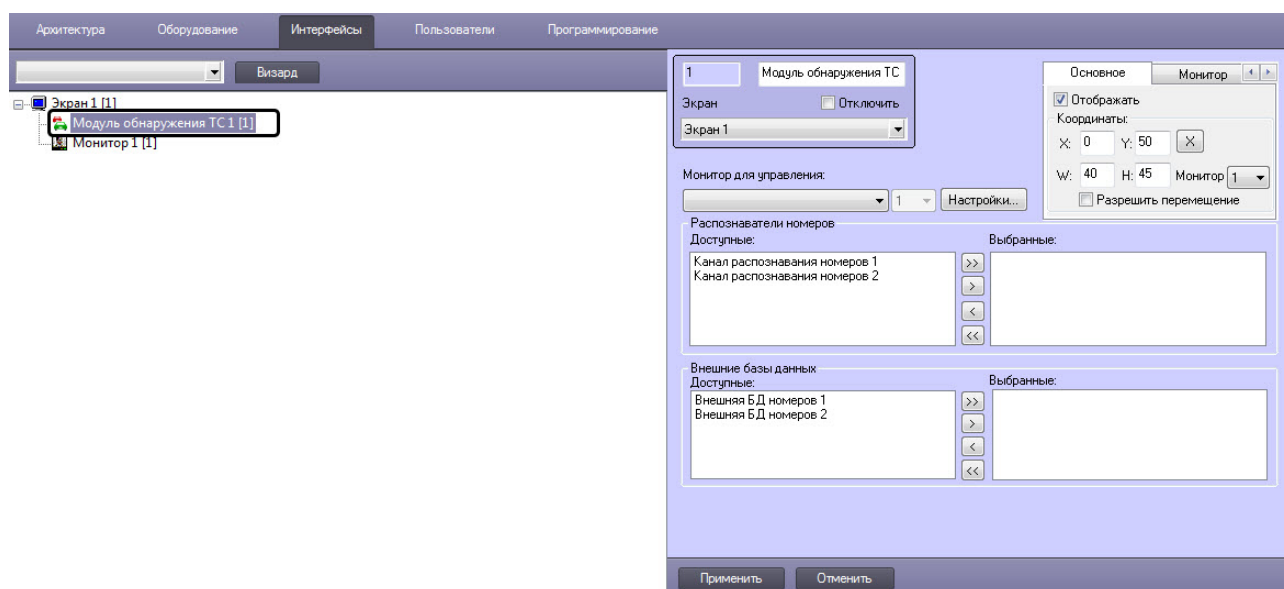 Архитектура Оборудование Интерфейсы Пользователи Программирование
Визард
Экран 1 [1]
Модуль обнаружения ТС 1 [1]
Монитор 1 [1]
1 Модуль обнаружения ТС
Экран Отключить
Экран 1
Основное Монитор
Отображать
Координаты:
X: 0 Y: 50 X
W: 40 H: 45 Монитор 1
Разрешить перемещение
Монитор для управления:
1 Настройки...
Распознаватели номеров
Доступные: Выбранные:
Канал распознавания номеров 1
Канал распознавания номеров 2
>>
>
<
<<
Внешние базы данных
Доступные: Выбранные:
Внешняя БД номеров 1
Внешняя БД номеров 2
>>
>
<
<<
Применить Отменить